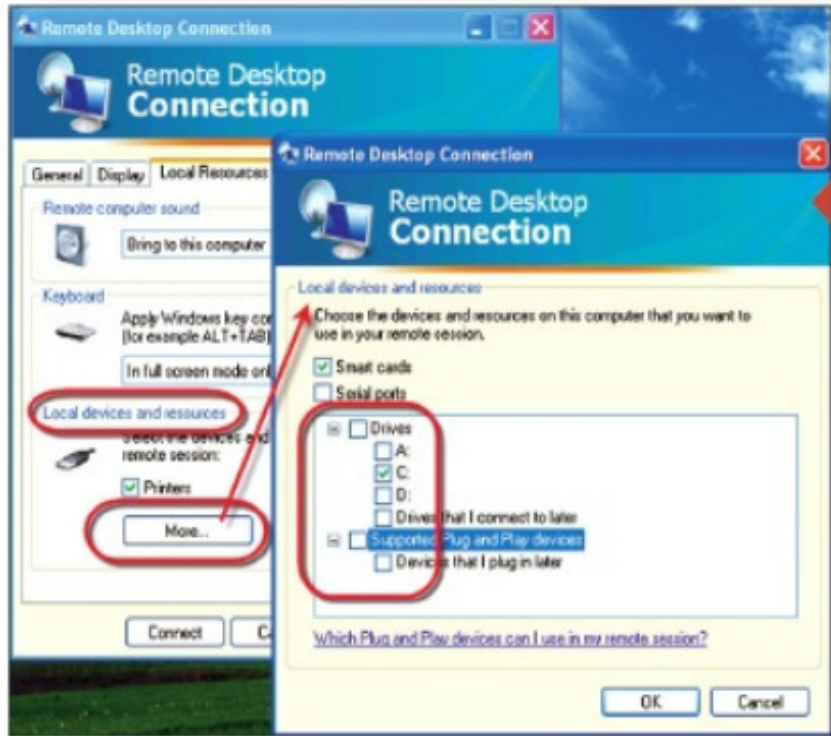 Remote Desktop Connection
Remote Desktop
Connection
General
Display
Local Resources
Remote computer sound
Bring to this computer
Keyboard
Apply Windows key co
(for example ALT+TAB)
In full screen mode onl
Local devices and resources
Select the devices and
remote session:
Printers
More...
Connect
C
Remote Desktop Connection
Remote Desktop
Connection
Local devices and resources
Choose the devices and resources on this computer that you want to
use in your remote session.
Smart cards
Serial ports
Drives
A:
C:
D:
Drives that I connect to later
Supported Plug and Play devices
Devices that I plug in later
Which Plug and Play devices can I use in my remote session?
OK
Cancel